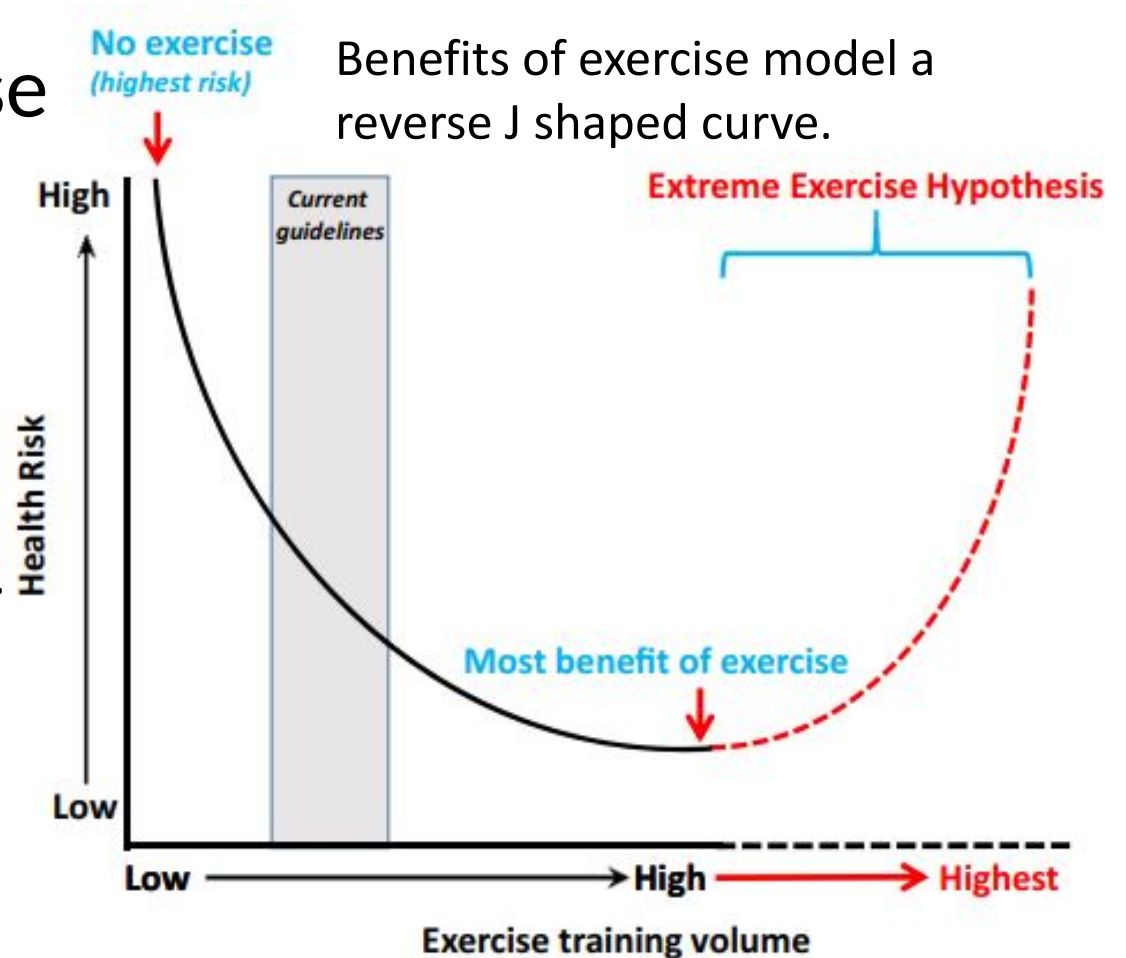 se
No exercise
(highest risk)
Benefits of exercise model a
reverse J shaped curve.
High
Current
guidelines
Extreme Exercise Hypothesis
Health Risk
Most benefit of exercise
Low
Low
High
Highest
Exercise training volume